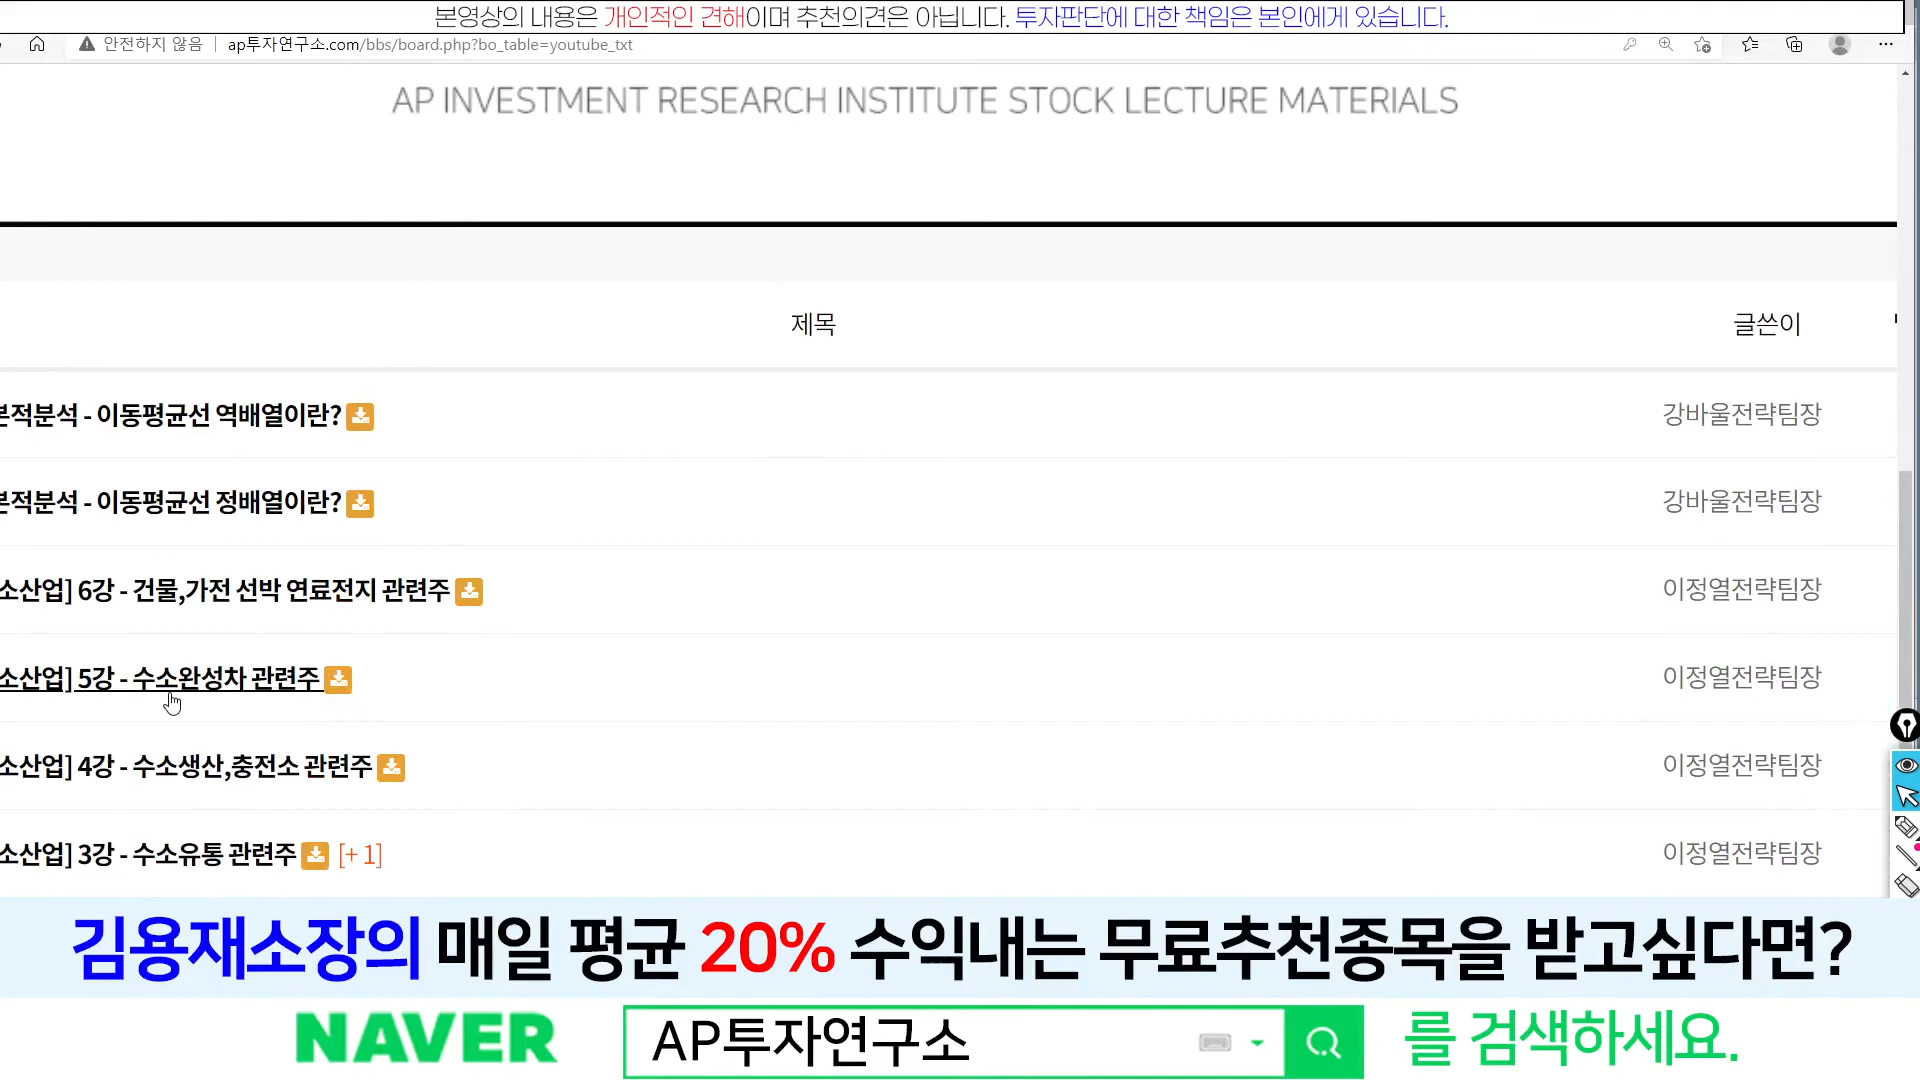 본영상의 내용은 개인적인 견해이며 추천의견은 아닙니다. 투자판단에 대한 책임은 본인에게 있습니다.
안전하지 않음 | ap투자연구소.com/bbs/board.php?bo_table=youtube_txt
AP INVESTMENT RESEARCH INSTITUTE STOCK LECTURE MATERIALS
제목 글쓴이
본적분석 - 이동평균선 역배열이란? 강바울전략팀장
본적분석 - 이동평균선 정배열이란? 강바울전략팀장
소산업] 6강 - 건물,가전 선박 연료전지 관련주 이정열전략팀장
소산업] 5강 - 수소완성차 관련주 이정열전략팀장
소산업] 4강 - 수소생산,충전소 관련주 이정열전략팀장
소산업] 3강 - 수소유통 관련주 [+ 1] 이정열전략팀장
김용재소장의 매일 평균 20% 수익내는 무료추천종목을 받고싶다면?
NAVER AP투자연구소 를 검색하세요.